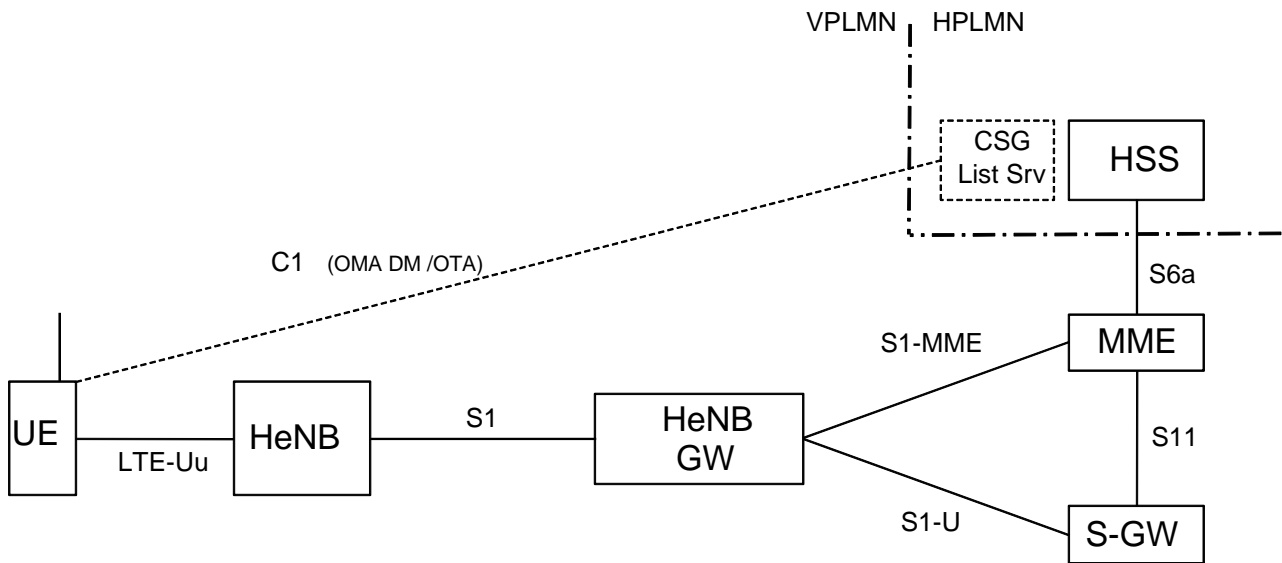 VPLMN
HPLMN
CSG
List Srv
HSS
C1 (OMA DM /OTA)
S6a
S1-MME
MME
UE
LTE-Uu
HeNB
S1
HeNB
GW
S11
S1-U
S-GW